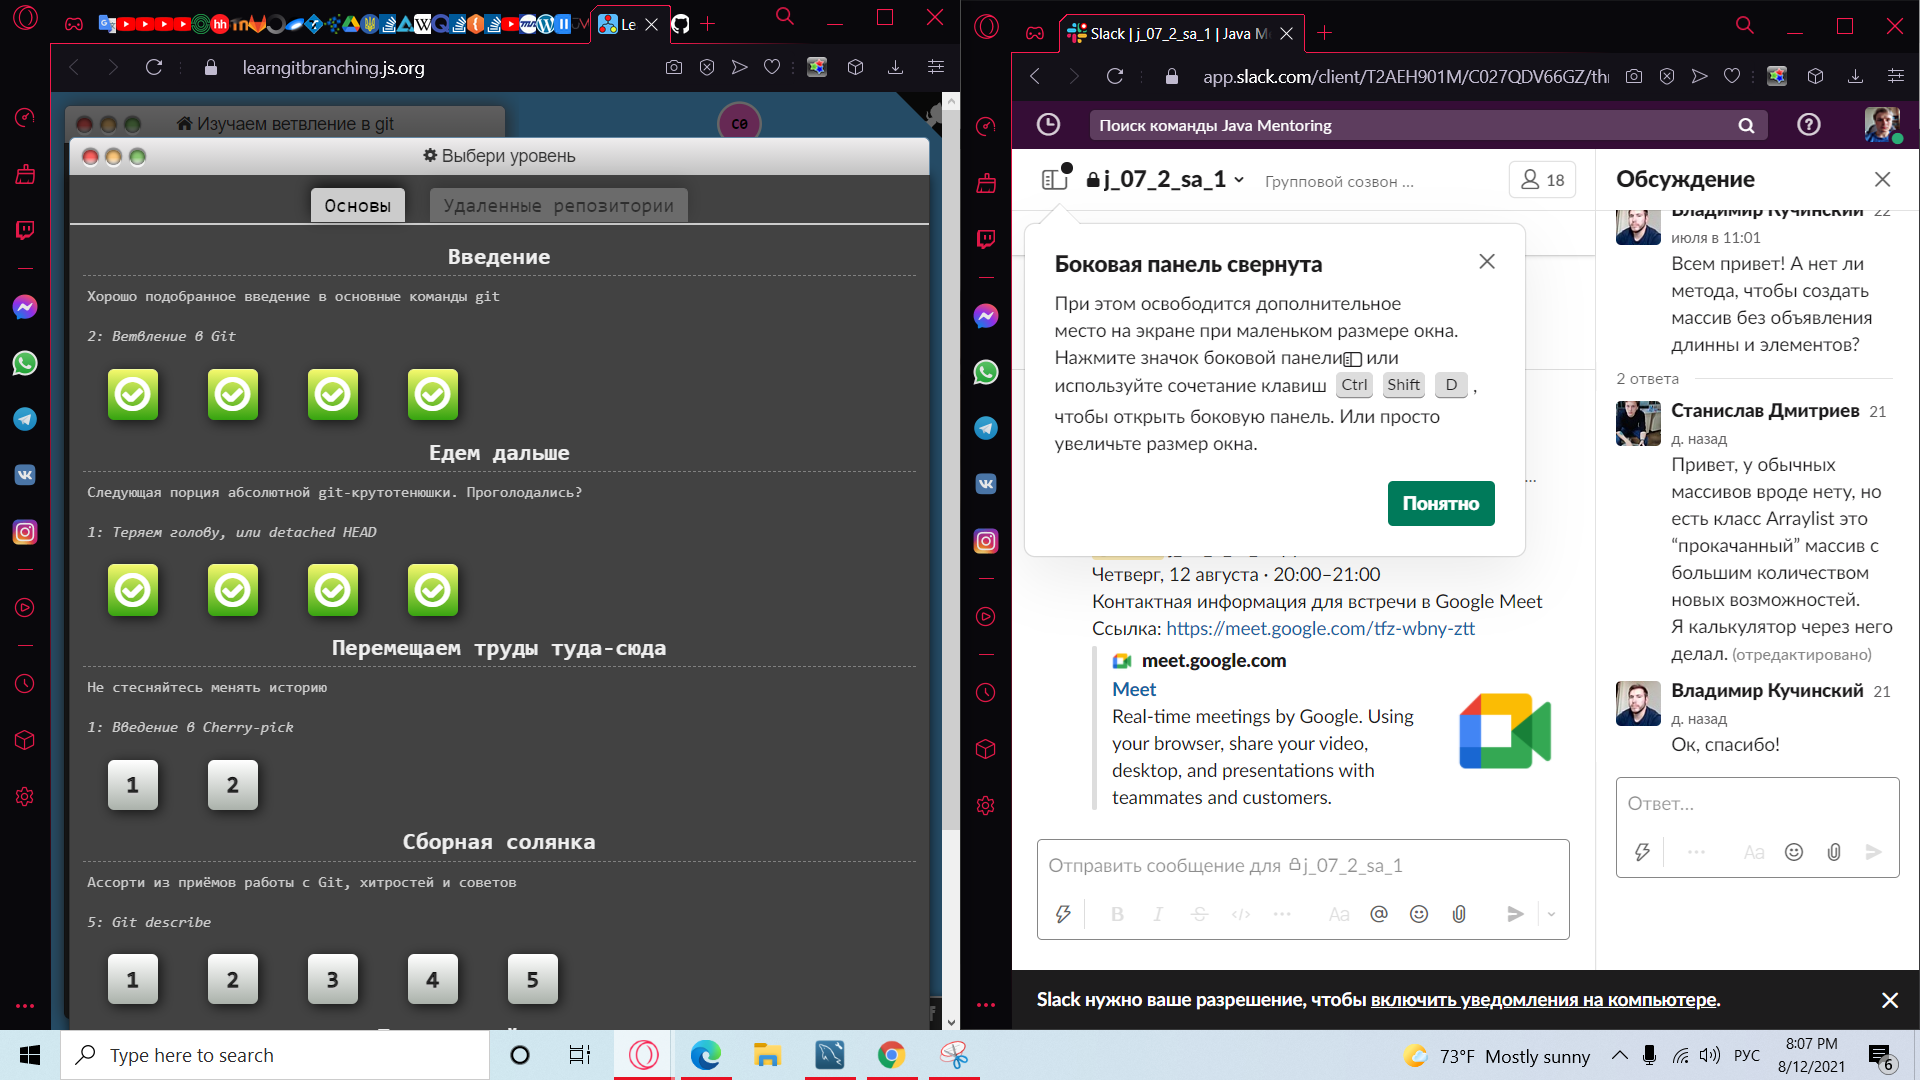 Le
learngitbranching.js.org
Изучаем ветвление в git
C0
Выбери уровень
Основы
Удаленные репозитории
Введение
Хорошо подобранное введение в основные команды git
2: Ветвление в Git
Едем дальше
Следующая порция абсолютной git-крутотенюшки. Проголодались?
1: Теряем голову, или detached HEAD
Перемещаем труды туда-сюда
Не стесняйтесь менять историю
1: Введение в Cherry-pick
1 2
Сборная солянка
Ассорти из приёмов работы с Git, хитростей и советов
5: Git describe
1 2 3 4 5
Slack | j_07_2_sa_1 | Java M
app.slack.com/client/T2AEH901M/C027QDV66GZ/thr
Поиск команды Java Mentoring
j_07_2_sa_1
Групповой созвон ...
18
Боковая панель свернута
При этом освободится дополнительное
место на экране при маленьком размере окна.
Нажмите значок боковой панели или
используйте сочетание клавиш Ctrl Shift D ,
чтобы открыть боковую панель. Или просто
увеличьте размер окна.
Понятно
Четверг, 12 августа · 20:00–21:00
Контактная информация для встречи в Google Meet
Ссылка: https://meet.google.com/tfz-wbny-ztt
meet.google.com
Meet
Real-time meetings by Google. Using
your browser, share your video,
desktop, and presentations with
teammates and customers.
Отправить сообщение для j_07_2_sa_1
B I S </> ... Aa @
Обсуждение
Владимир Кучинский 22
июля в 11:01
Всем привет! А нет ли
метода, чтобы создать
массив без объявления
длинны и элементов?
2 ответа
Станислав Дмитриев 21
д. назад
Привет, у обычных
массивов вроде нету, но
есть класс Arraylist это
“прокачанный” массив с
большим количеством
новых возможностей.
Я калькулятор через него
делал. (отредактировано)
Владимир Кучинский 21
д. назад
Ок, спасибо!
Ответ...
Aa
Slack нужно ваше разрешение, чтобы включить уведомления на компьютере.
Type here to search
73°F Mostly sunny
РУС
8:07 PM
8/12/2021
6